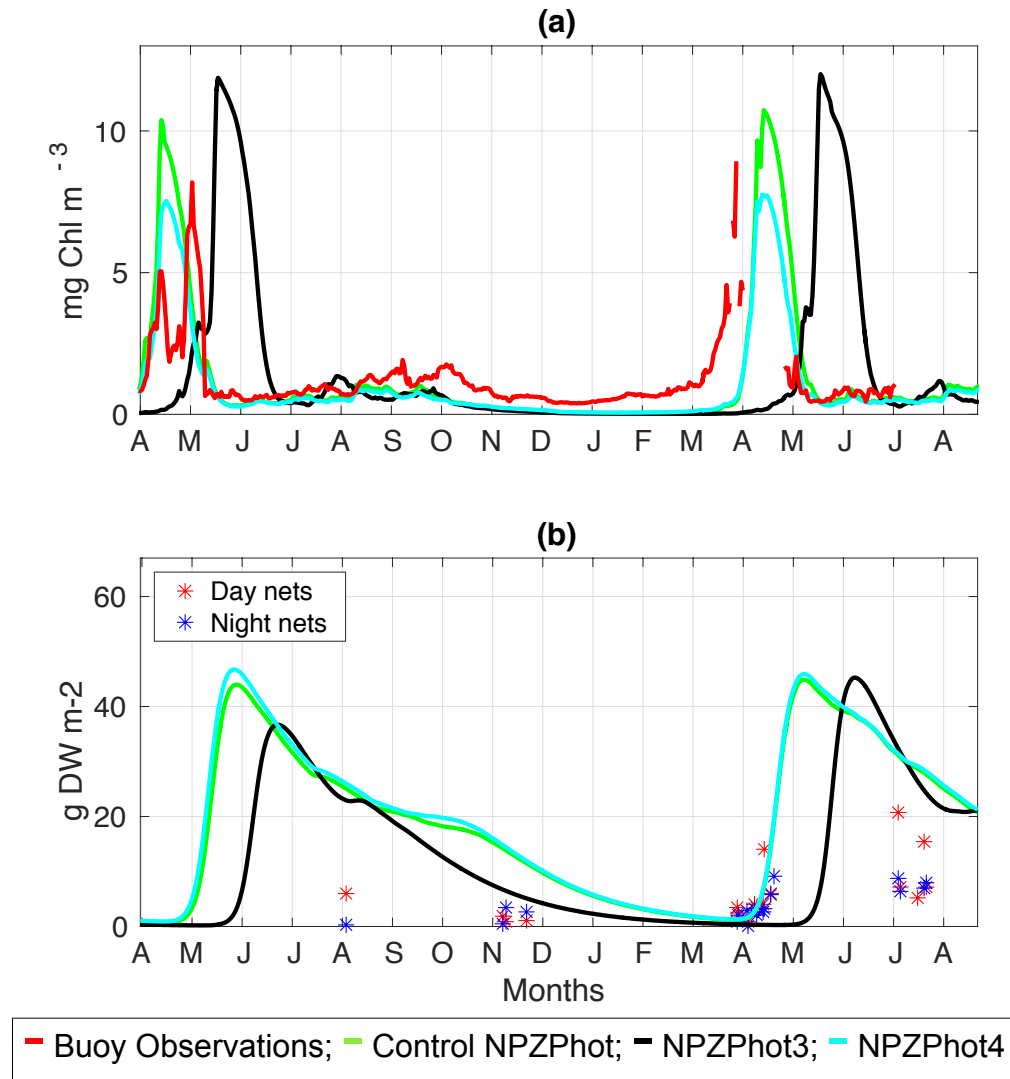 (a)
mg Chl m - 3
10
5
0
A M J J A S O N D J F M A M J J A
(b)
g DW m-2
60
40
20
0
Day nets
Night nets
A M J J A S O N D J F M A M J J A
Months
Buoy Observations; Control NPZPhot; NPZPhot3; NPZPhot4